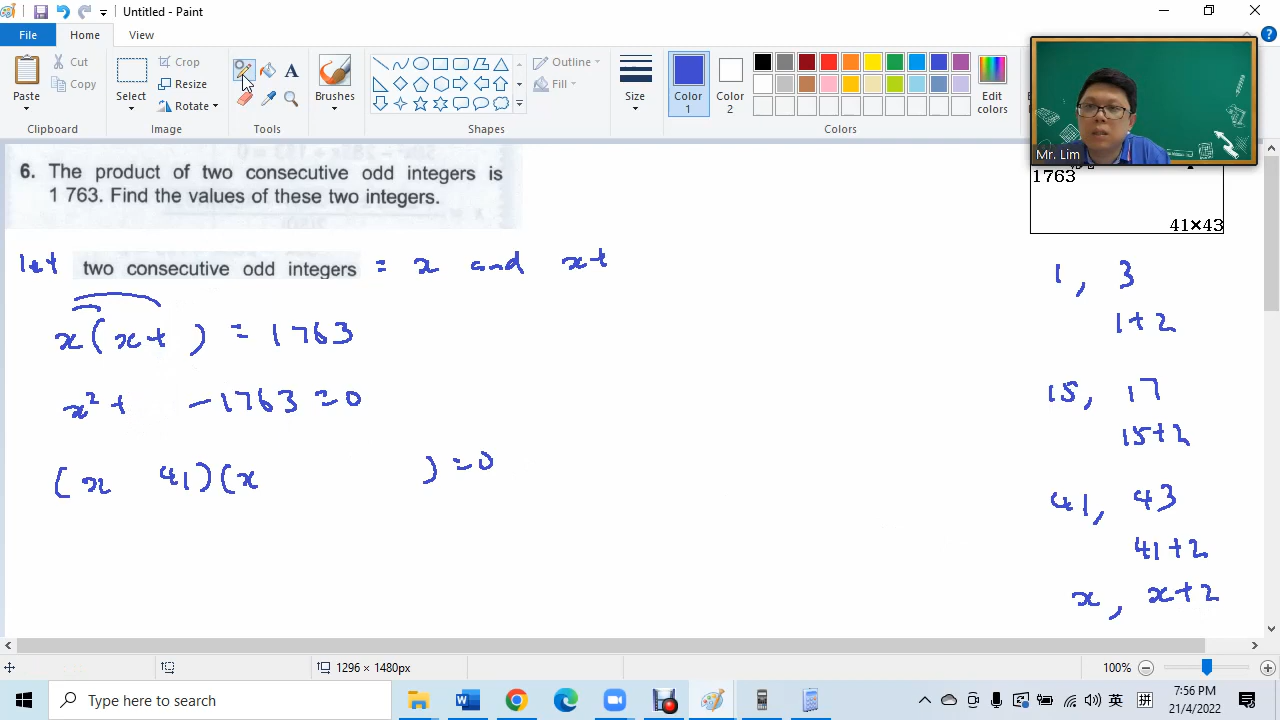 Untitled - Paint
File Home View
Paste Cut Copy Clipboard
Select Crop Resize Rotate Image
Tools
Brushes
Shapes Outline Fill
Size
Color 1 Color 2 Colors Edit colors
Mr. Lim
6. The product of two consecutive odd integers is
1 763. Find the values of these two integers.
let two consecutive odd integers = x and x+
x(x+ ) = 1763
x² + -1763 = 0
(x 41)(x ) = 0
1763
41×43
1, 3
1+2
15, 17
15+2
41, 43
41+2
x, x+2
1296 × 1480px
100%
Type here to search
英
拼
7:56 PM
21/4/2022